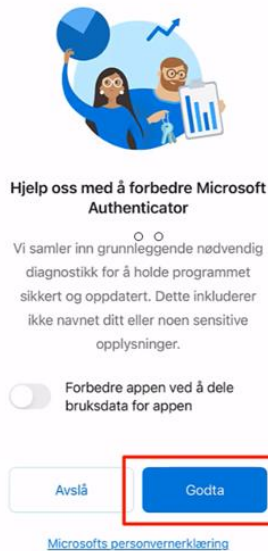 Hjelp oss med å forbedre Microsoft
Authenticator
Vi samler inn grunnleggende nødvendig
diagnostikk for å holde programmet
sikkert og oppdatert. Dette inkluderer
ikke navnet ditt eller noen sensitive
opplysninger.
Forbedre appen ved å dele
bruksdata for appen
Avslå
Godta
Microsofts personvernerklæring